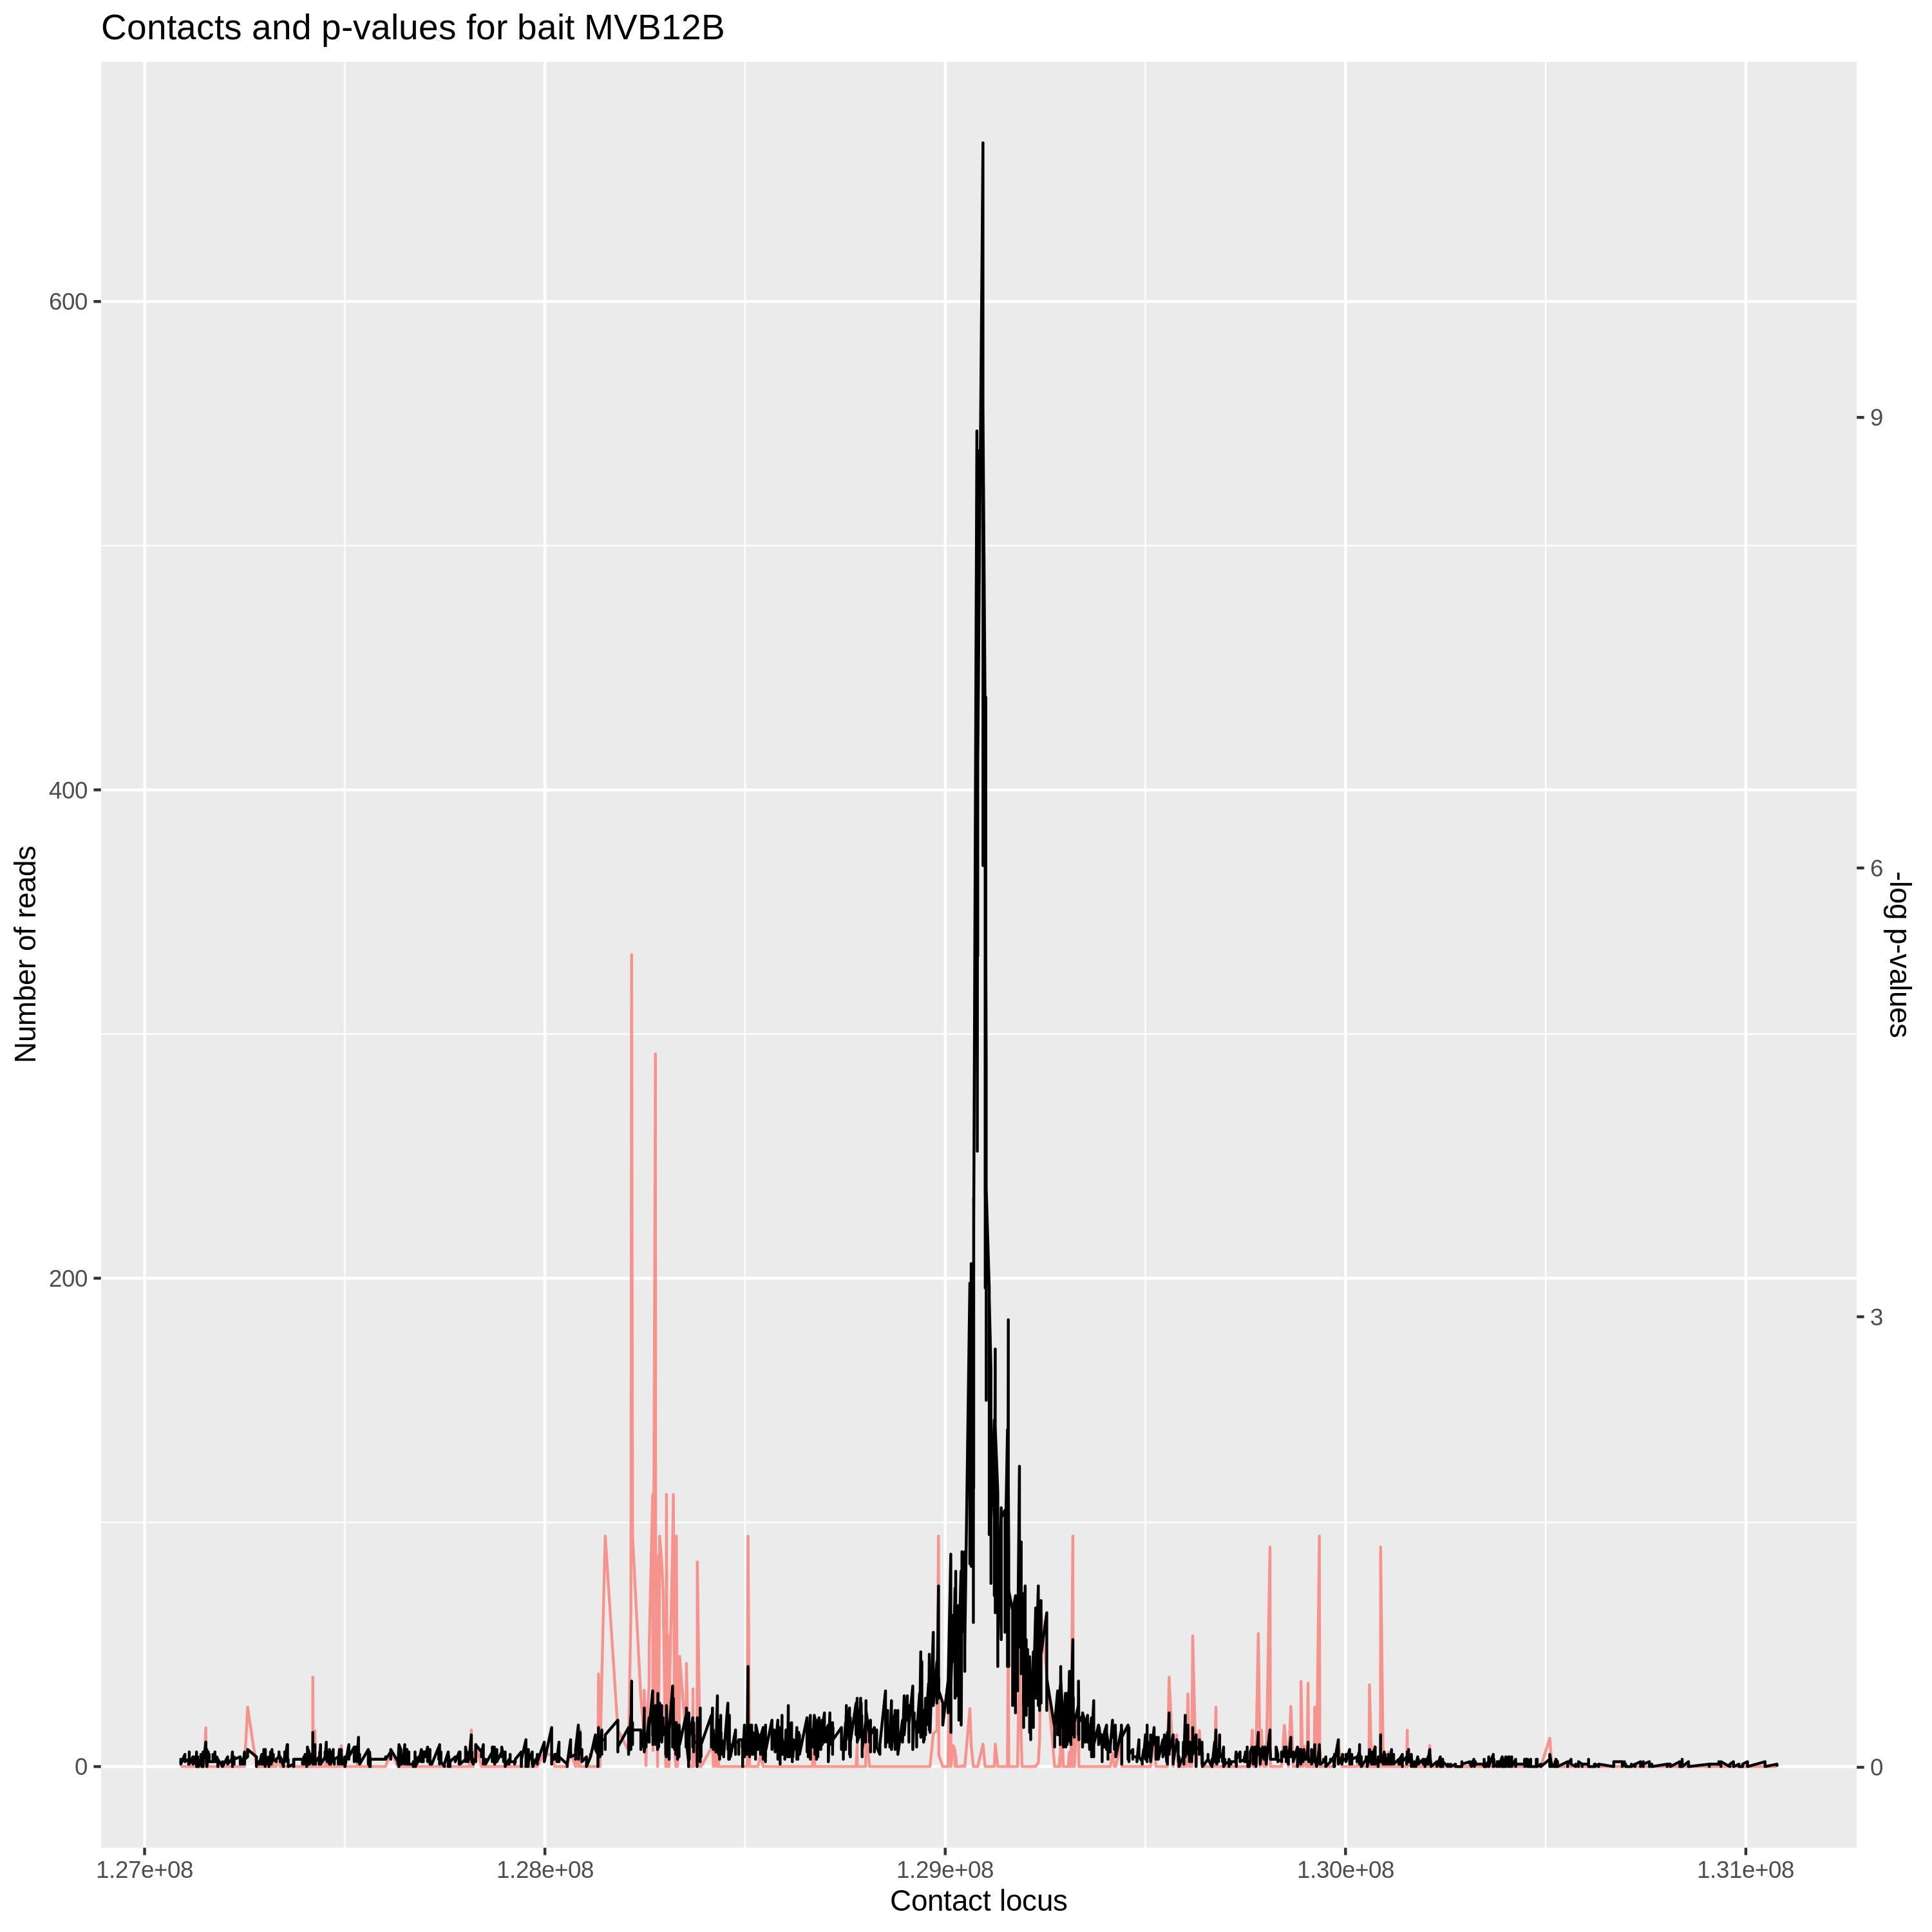 Contacts and p-values for bait MVB12B
600
400
200
0
Number of reads
9
6
3
0
-log p-values
1.27e+08
1.28e+08
1.29e+08
1.30e+08
1.31e+08
Contact locus